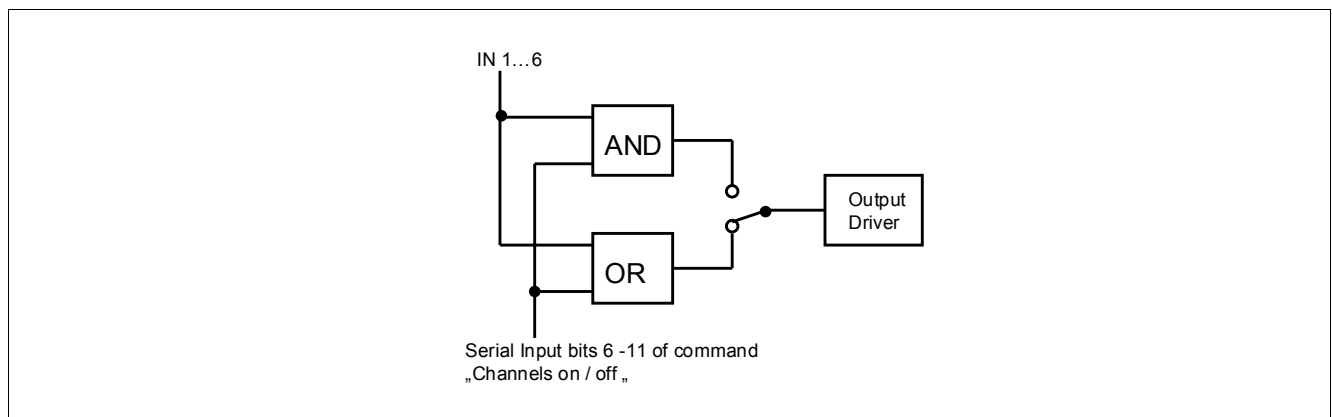 IN 1…6
AND
OR
Output
Driver
Serial Input bits 6 -11 of command
„Channels on / off „